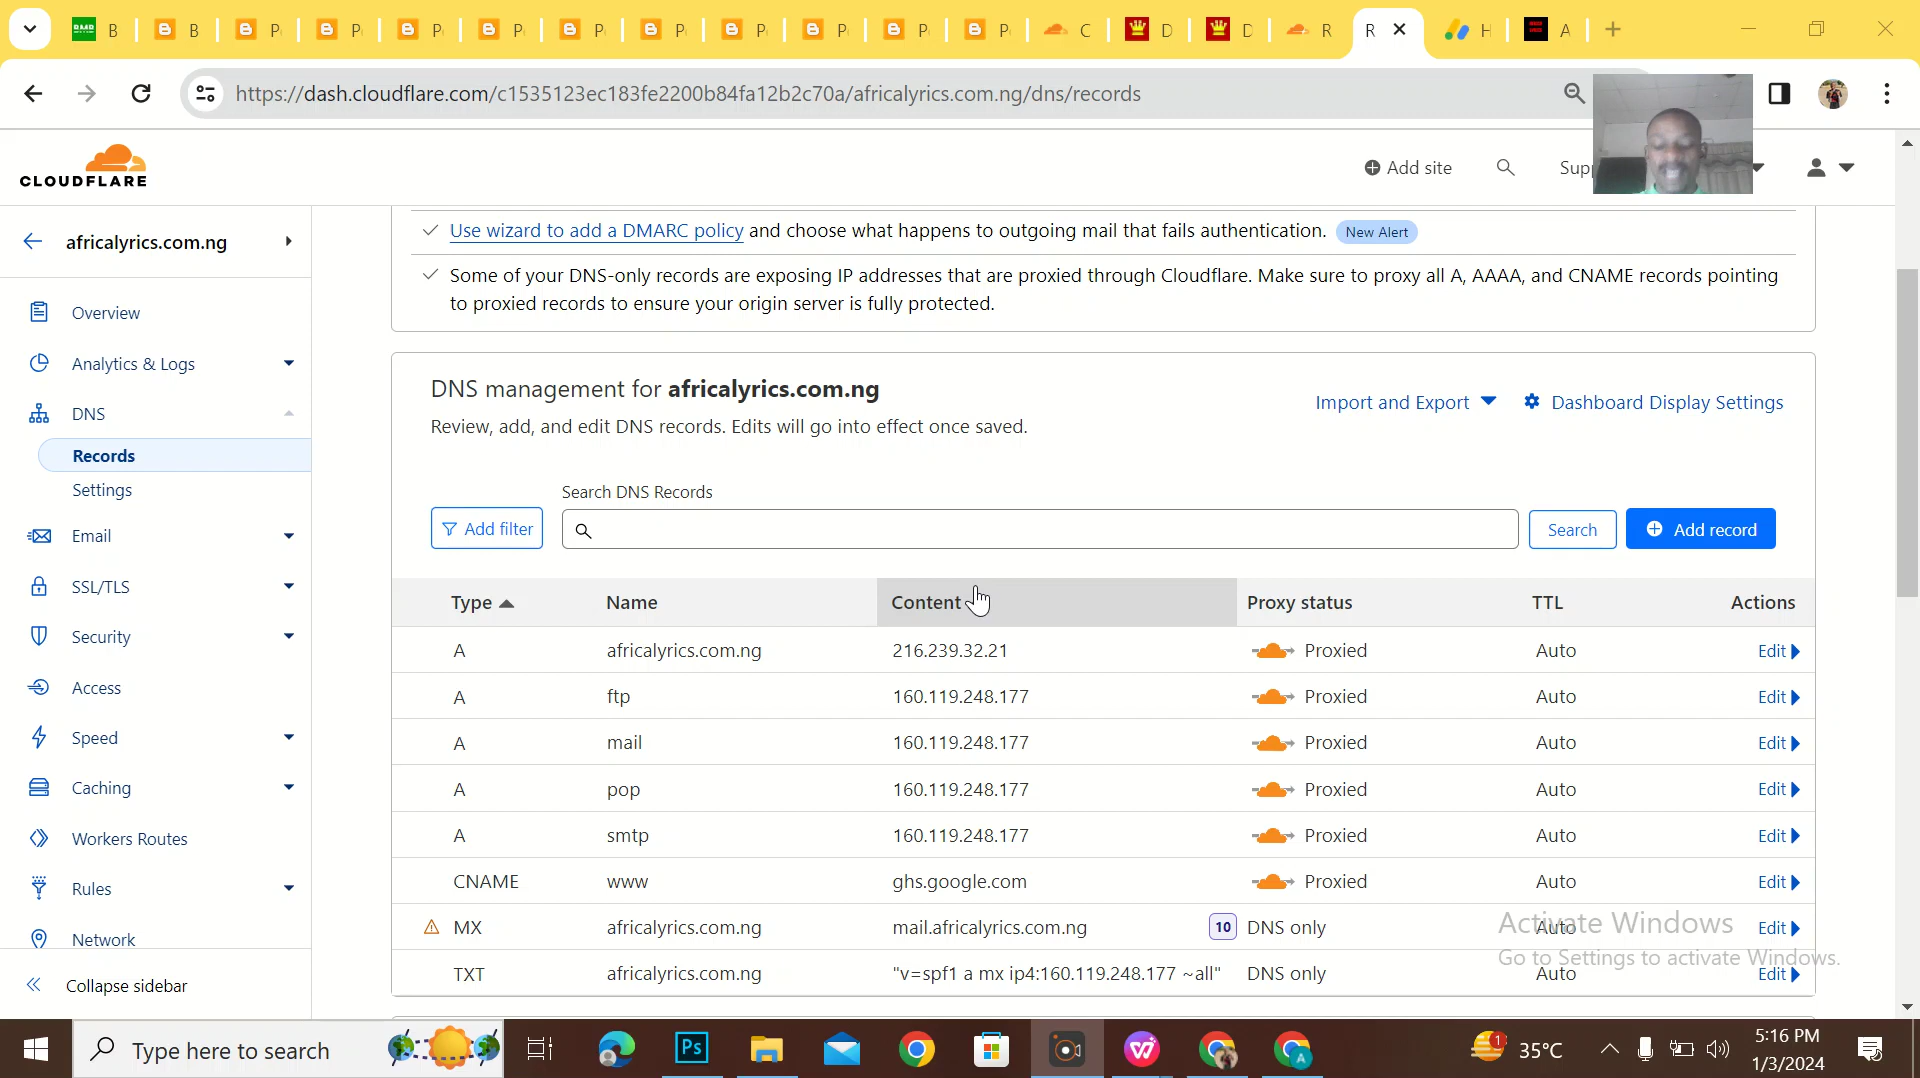 BMR B
B
P
P
P
P
P
P
P
P
P
P
C
D
D
R
R
H
A
https://dash.cloudflare.com/c1535123ec183fe2200b84fa12b2c70a/africalyrics.com.ng/dns/records
CLOUDFLARE
Add site
Supp
africalyrics.com.ng
Overview
Analytics & Logs
DNS
Records
Settings
Email
SSL/TLS
Security
Access
Speed
Caching
Workers Routes
Rules
Network
Collapse sidebar
Use wizard to add a DMARC policy and choose what happens to outgoing mail that fails authentication. New Alert
Some of your DNS-only records are exposing IP addresses that are proxied through Cloudflare. Make sure to proxy all A, AAAA, and CNAME records pointing
to proxied records to ensure your origin server is fully protected.
DNS management for africalyrics.com.ng
Review, add, and edit DNS records. Edits will go into effect once saved.
Import and Export
Dashboard Display Settings
Search DNS Records
Add filter
Search
Add record
Type Name Content Proxy status TTL Actions
A africalyrics.com.ng 216.239.32.21 Proxied Auto Edit
A ftp 160.119.248.177 Proxied Auto Edit
A mail 160.119.248.177 Proxied Auto Edit
A pop 160.119.248.177 Proxied Auto Edit
A smtp 160.119.248.177 Proxied Auto Edit
CNAME www ghs.google.com Proxied Auto Edit
MX africalyrics.com.ng mail.africalyrics.com.ng 10 DNS only Auto Edit
TXT africalyrics.com.ng "v=spf1 a mx ip4:160.119.248.177 ~all" DNS only Auto Edit
Activate Windows
Go to Settings to activate Windows.
Type here to search
Ps
1
35°C
5:16 PM
1/3/2024